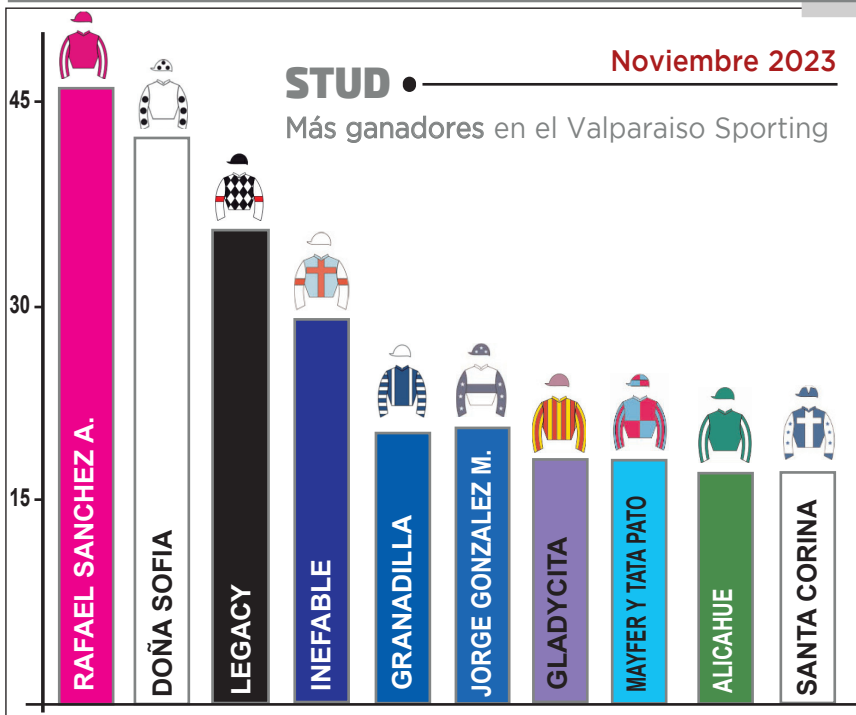 Noviembre 2023
STUD
Más ganadores en el Valparaiso Sporting
45
30
15
RAFAEL SANCHEZ A.
DOÑA SOFIA
LEGACY
INEFABLE
GRANADILLA
JORGE GONZALEZ M.
GLADYCITA
MAYFER Y TATA PATO
ALICAHUE
SANTA CORINA